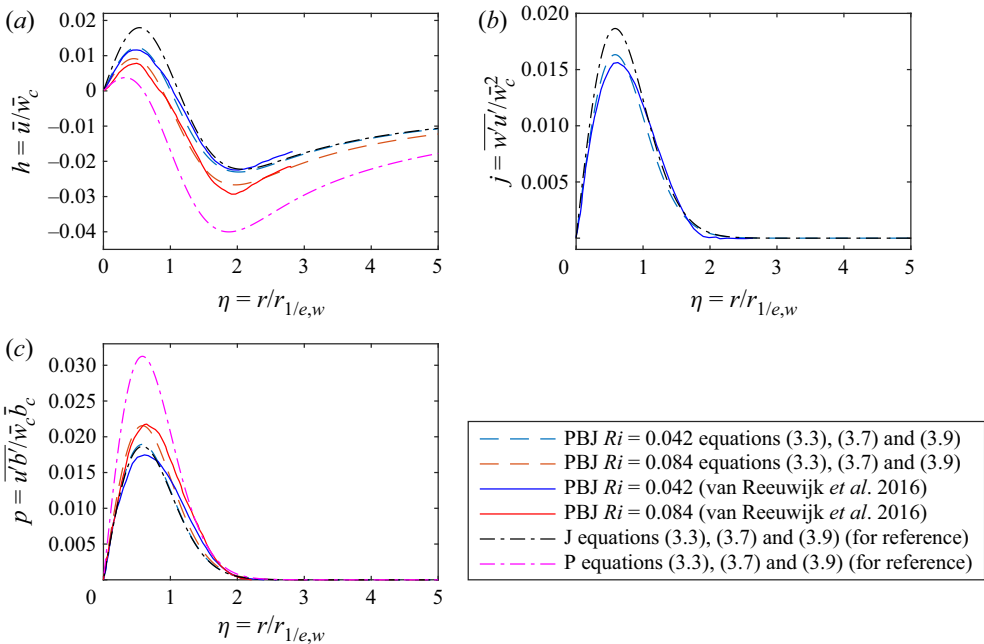 (a)
0.02
0.01
0
–0.01
–0.02
–0.03
–0.04
h = ū/w̄c
0 1 2 3 4 5
η = r/r1/e,w
(b)
0.020
0.015
0.010
0.005
j = w′u′/w̄c²
0 1 2 3 4 5
η = r/r1/e,w
(c)
0.030
0.025
0.020
0.015
0.010
0.005
p = u′b′/w̄c b̄c
0 1 2 3 4 5
η = r/r1/e,w
PBJ Ri = 0.042 equations (3.3), (3.7) and (3.9)
PBJ Ri = 0.084 equations (3.3), (3.7) and (3.9)
PBJ Ri = 0.042 (van Reeuwijk et al. 2016)
PBJ Ri = 0.084 (van Reeuwijk et al. 2016)
J equations (3.3), (3.7) and (3.9) (for reference)
P equations (3.3), (3.7) and (3.9) (for reference)